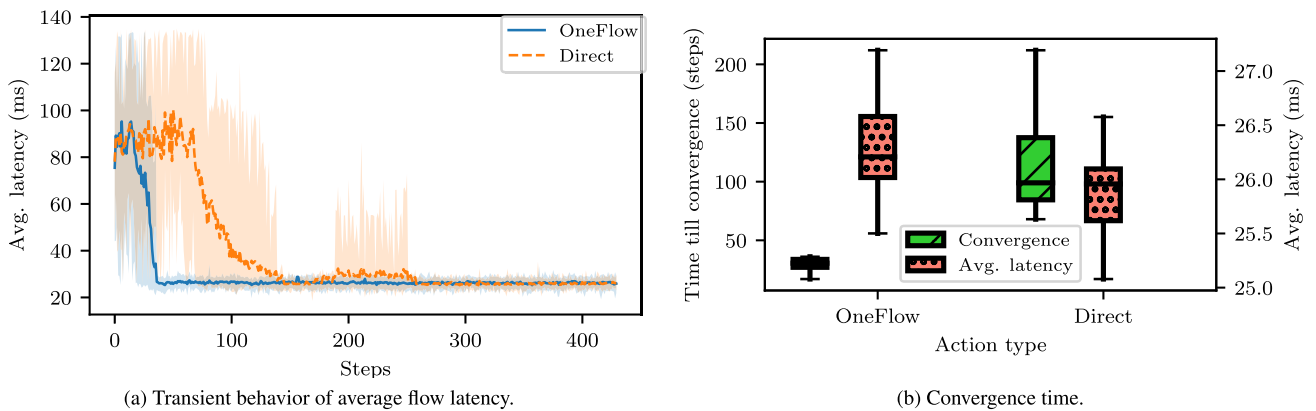 140
120
100
80
60
40
20
Avg. latency (ms)
OneFlow
Direct
0
100
200
300
400
Steps
(a) Transient behavior of average flow latency.
200
150
100
50
Time till convergence (steps)
27.0
26.5
26.0
25.5
25.0
Avg. latency (ms)
Convergence
Avg. latency
OneFlow
Direct
Action type
(b) Convergence time.